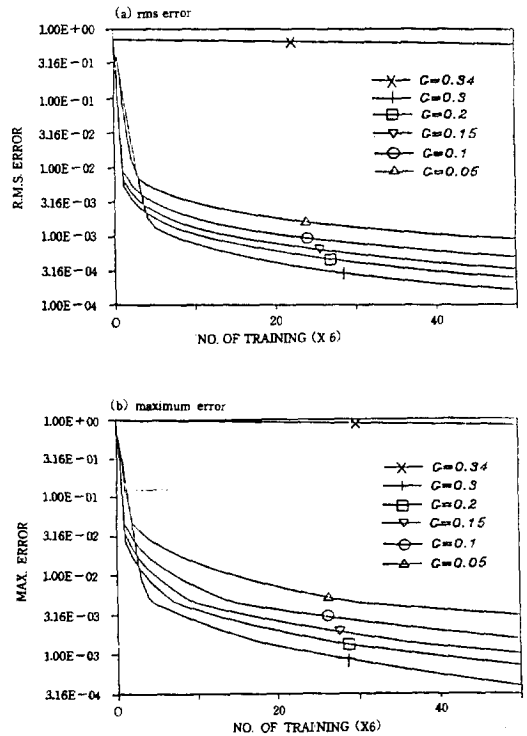 (a) rms error
1.00E+00
3.16E-01
1.00E-01
3.16E-02
1.00E-02
3.16E-03
1.00E-03
3.16E-04
1.00E-04
R.M.S. ERROR
G=0.34
G=0.3
G=0.2
G=0.15
G=0.1
G=0.05
0 20 40
NO. OF TRAINING (X 6)
(b) maximum error
1.00E+00
3.16E-01
1.00E-01
3.16E-02
1.00E-02
3.16E-03
1.00E-03
3.16E-04
MAX. ERROR
G=0.34
G=0.3
G=0.2
G=0.15
G=0.1
G=0.05
0 20 40
NO. OF TRAINING (X6)